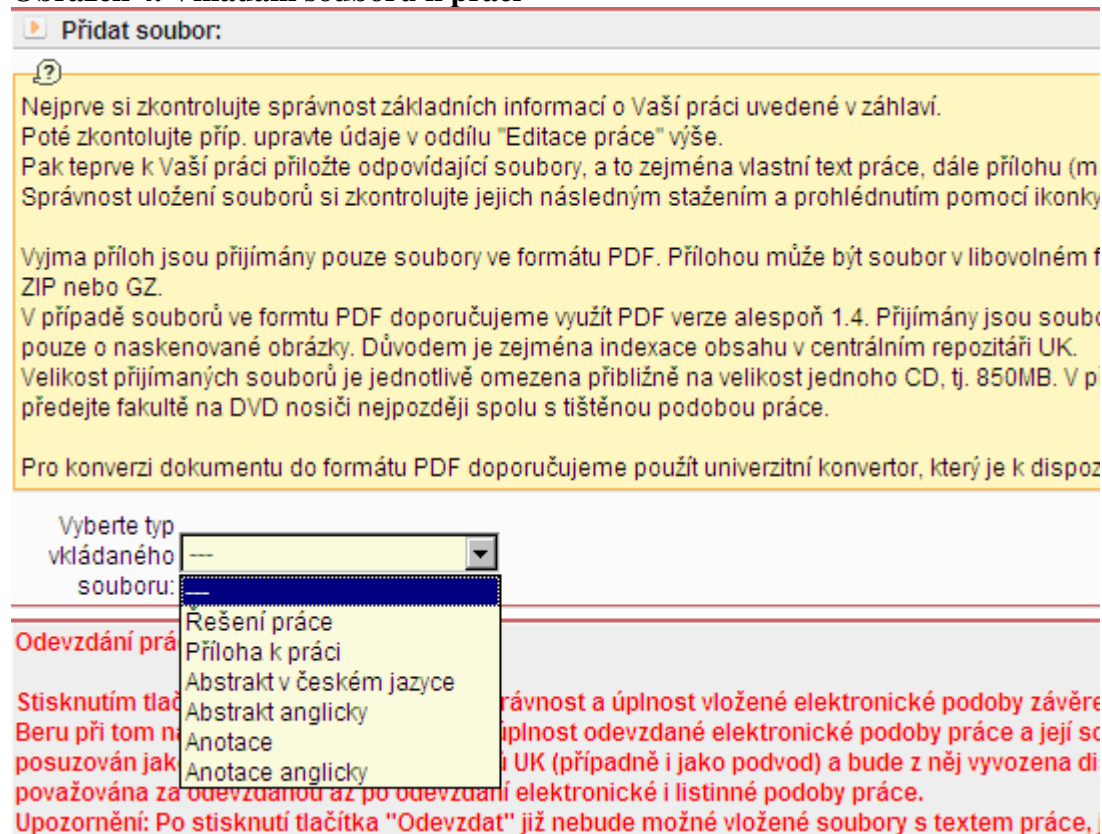 Přidat soubor:
Nejprve si zkontrolujte správnost základních informací o Vaší práci uvedené v záhlaví.
Poté zkontolujte příp. upravte údaje v oddílu "Editace práce" výše.
Pak teprve k Vaší práci přiložte odpovídající soubory, a to zejména vlastní text práce, dále přílohu (m
Správnost uložení souborů si zkontrolujte jejich následným stažením a prohlédnutím pomocí ikonky
Vyjma příloh jsou přijímány pouze soubory ve formátu PDF. Přílohou může být soubor v libovolném f
ZIP nebo GZ.
V případě souborů ve formtu PDF doporučujeme využít PDF verze alespoň 1.4. Přijímány jsou soubo
pouze o naskenované obrázky. Důvodem je zejména indexace obsahu v centrálním repozitáři UK.
Velikost přijímaných souborů je jednotlivě omezena přibližně na velikost jednoho CD, tj. 850MB. V p
předejte fakultě na DVD nosiči nejpozději spolu s tištěnou podobou práce.
Pro konverzi dokumentu do formátu PDF doporučujeme použít univerzitní konvertor, který je k dispoz
Vyberte typ
vkládaného ---
souboru: ---
Řešení práce
Příloha k práci
Abstrakt v českém jazyce
Abstrakt anglicky
Anotace
Anotace anglicky
Odevzdání prá
Stisknutím tlač rávnost a úplnost vložené elektronické podoby závěre
Beru při tom n úplnost odevzdané elektronické podoby práce a její so
posuzován jak UK (případně i jako podvod) a bude z něj vyvozena di
považována za odevzdanou až po odevzdání elektronické i listinné podoby práce.
Upozornění: Po stisknutí tlačítka "Odevzdat" již nebude možné vložené soubory s textem práce, j